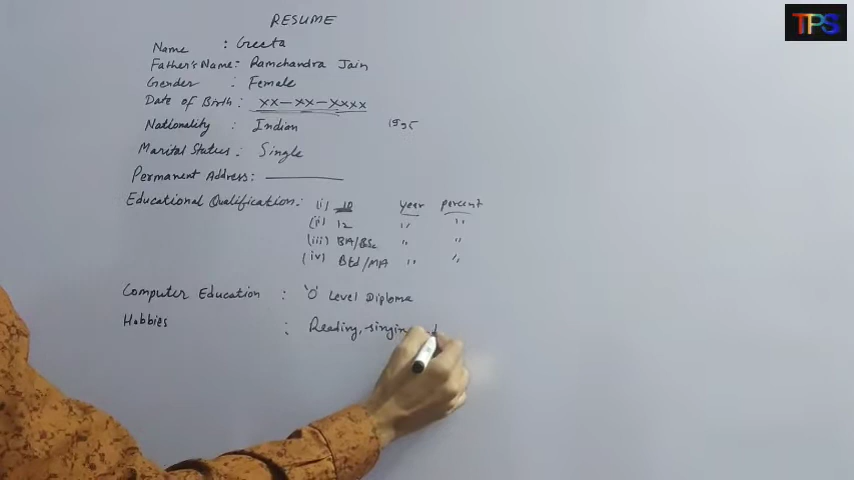 TPS
RESUME
Name : Greeta
Father's Name: Ramchandra Jain
Gender : Female
Date of Birth: XX-XX-XXXX
Nationality : Indian
Marital Status: Single
Permanent Address:
Educational Qualification: (i) 10 year percent
(ii) 12 " "
(iii) BA/BSc " "
(iv) BEd/MA " "
Computer Education : 'O' Level Diploma
Hobbies : Reading,